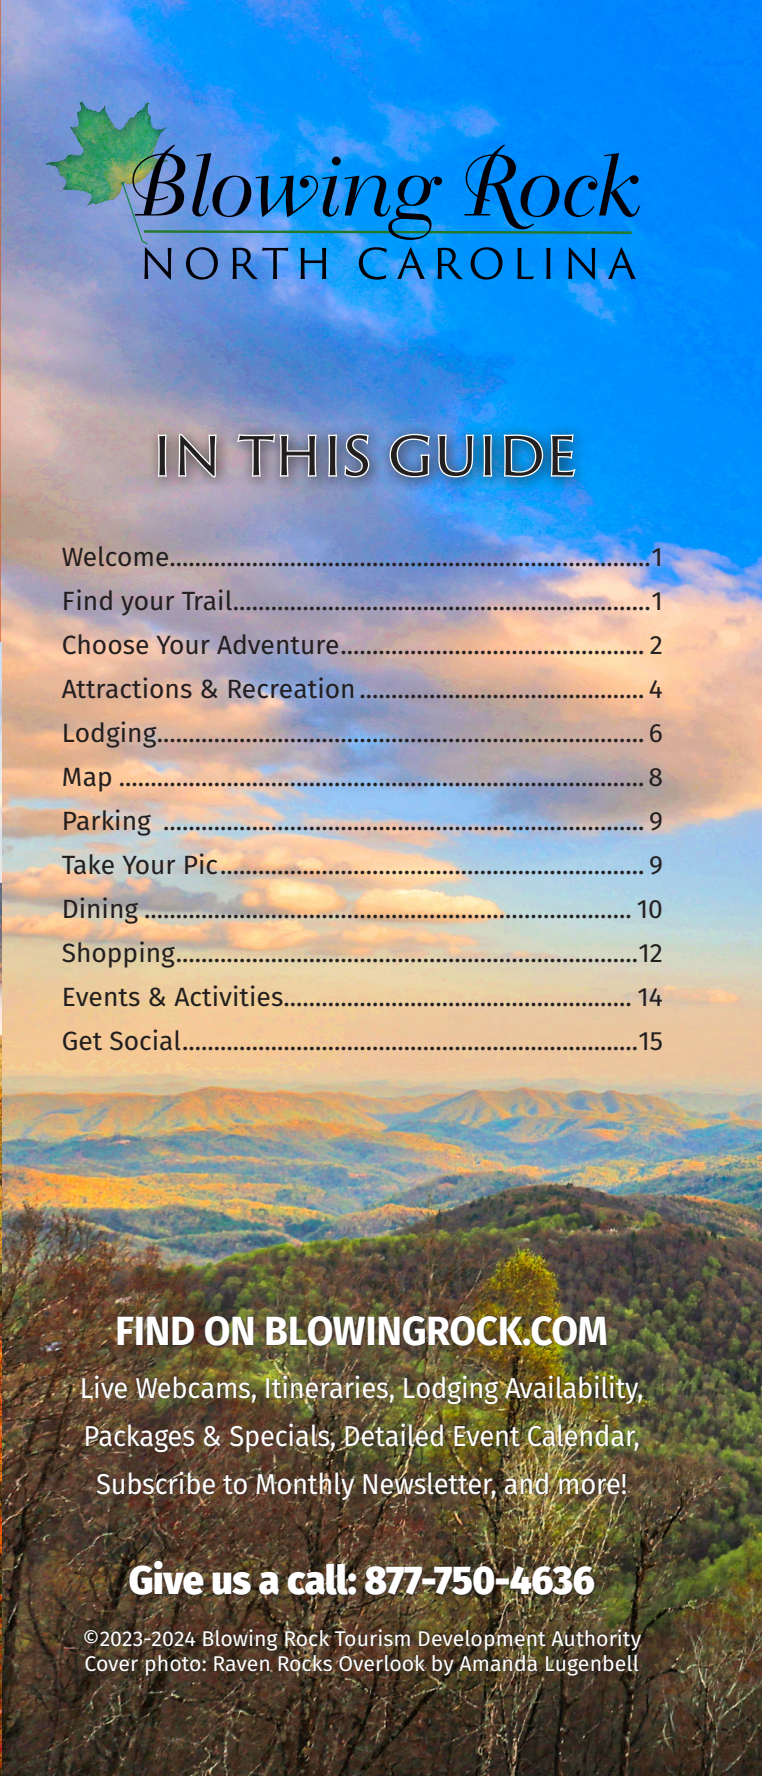 Blowing Rock
NORTH CAROLINA
IN THIS GUIDE
Welcome............................................................................1
Find your Trail..................................................................1
Choose Your Adventure................................................ 2
Attractions & Recreation ............................................. 4
Lodging............................................................................. 6
Map ................................................................................... 8
Parking ............................................................................ 9
Take Your Pic................................................................... 9
Dining ............................................................................. 10
Shopping.........................................................................12
Events & Activities....................................................... 14
Get Social........................................................................15
FIND ON BLOWINGROCK.COM
Live Webcams, Itineraries, Lodging Availability,
Packages & Specials, Detailed Event Calendar,
Subscribe to Monthly Newsletter, and more!
Give us a call: 877-750-4636
©2023-2024 Blowing Rock Tourism Development Authority
Cover photo: Raven Rocks Overlook by Amanda Lugenbell